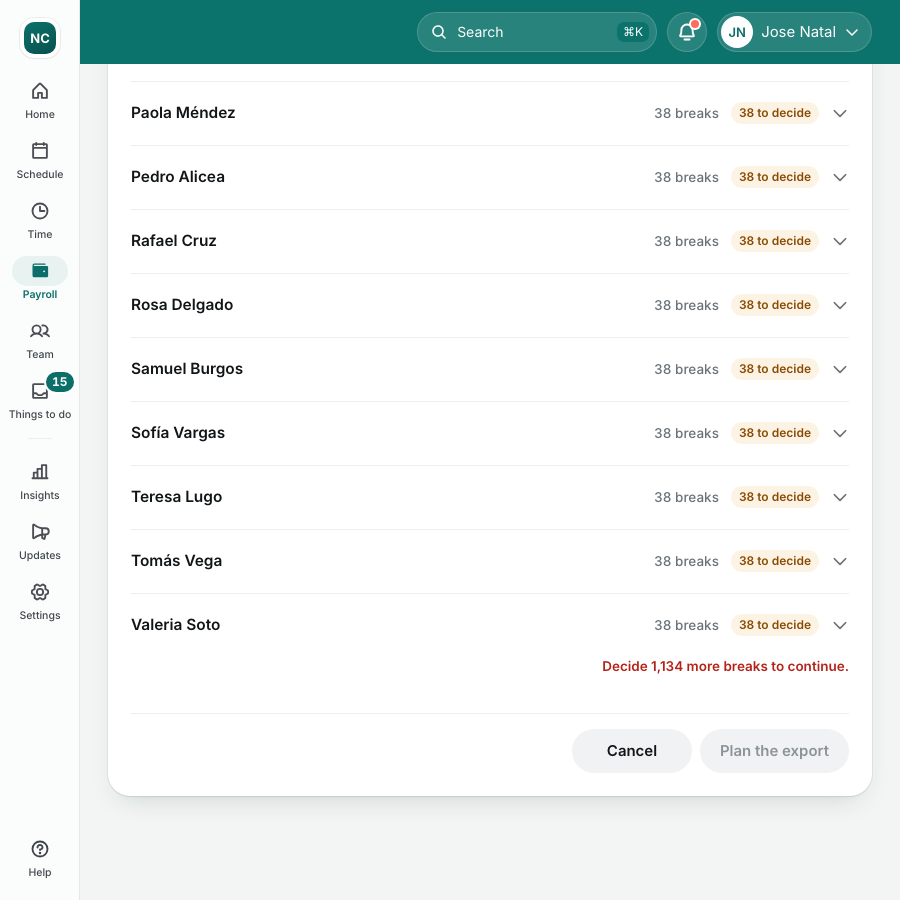 NC
Search
⌘K
JN
Jose Natal
Home
Schedule
Time
Payroll
Team
15
Things to do
Insights
Updates
Settings
Help
Paola Méndez 38 breaks 38 to decide
Pedro Alicea 38 breaks 38 to decide
Rafael Cruz 38 breaks 38 to decide
Rosa Delgado 38 breaks 38 to decide
Samuel Burgos 38 breaks 38 to decide
Sofía Vargas 38 breaks 38 to decide
Teresa Lugo 38 breaks 38 to decide
Tomás Vega 38 breaks 38 to decide
Valeria Soto 38 breaks 38 to decide
Decide 1,134 more breaks to continue.
Cancel
Plan the export